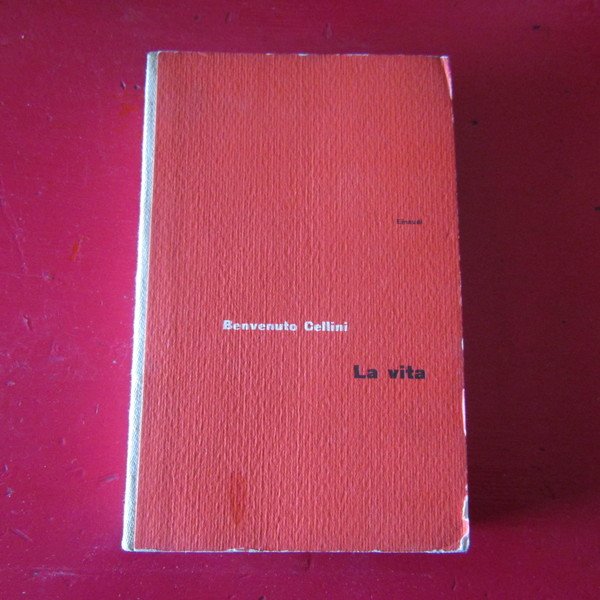 Einaudi
Benvenuto Cellini
La vita